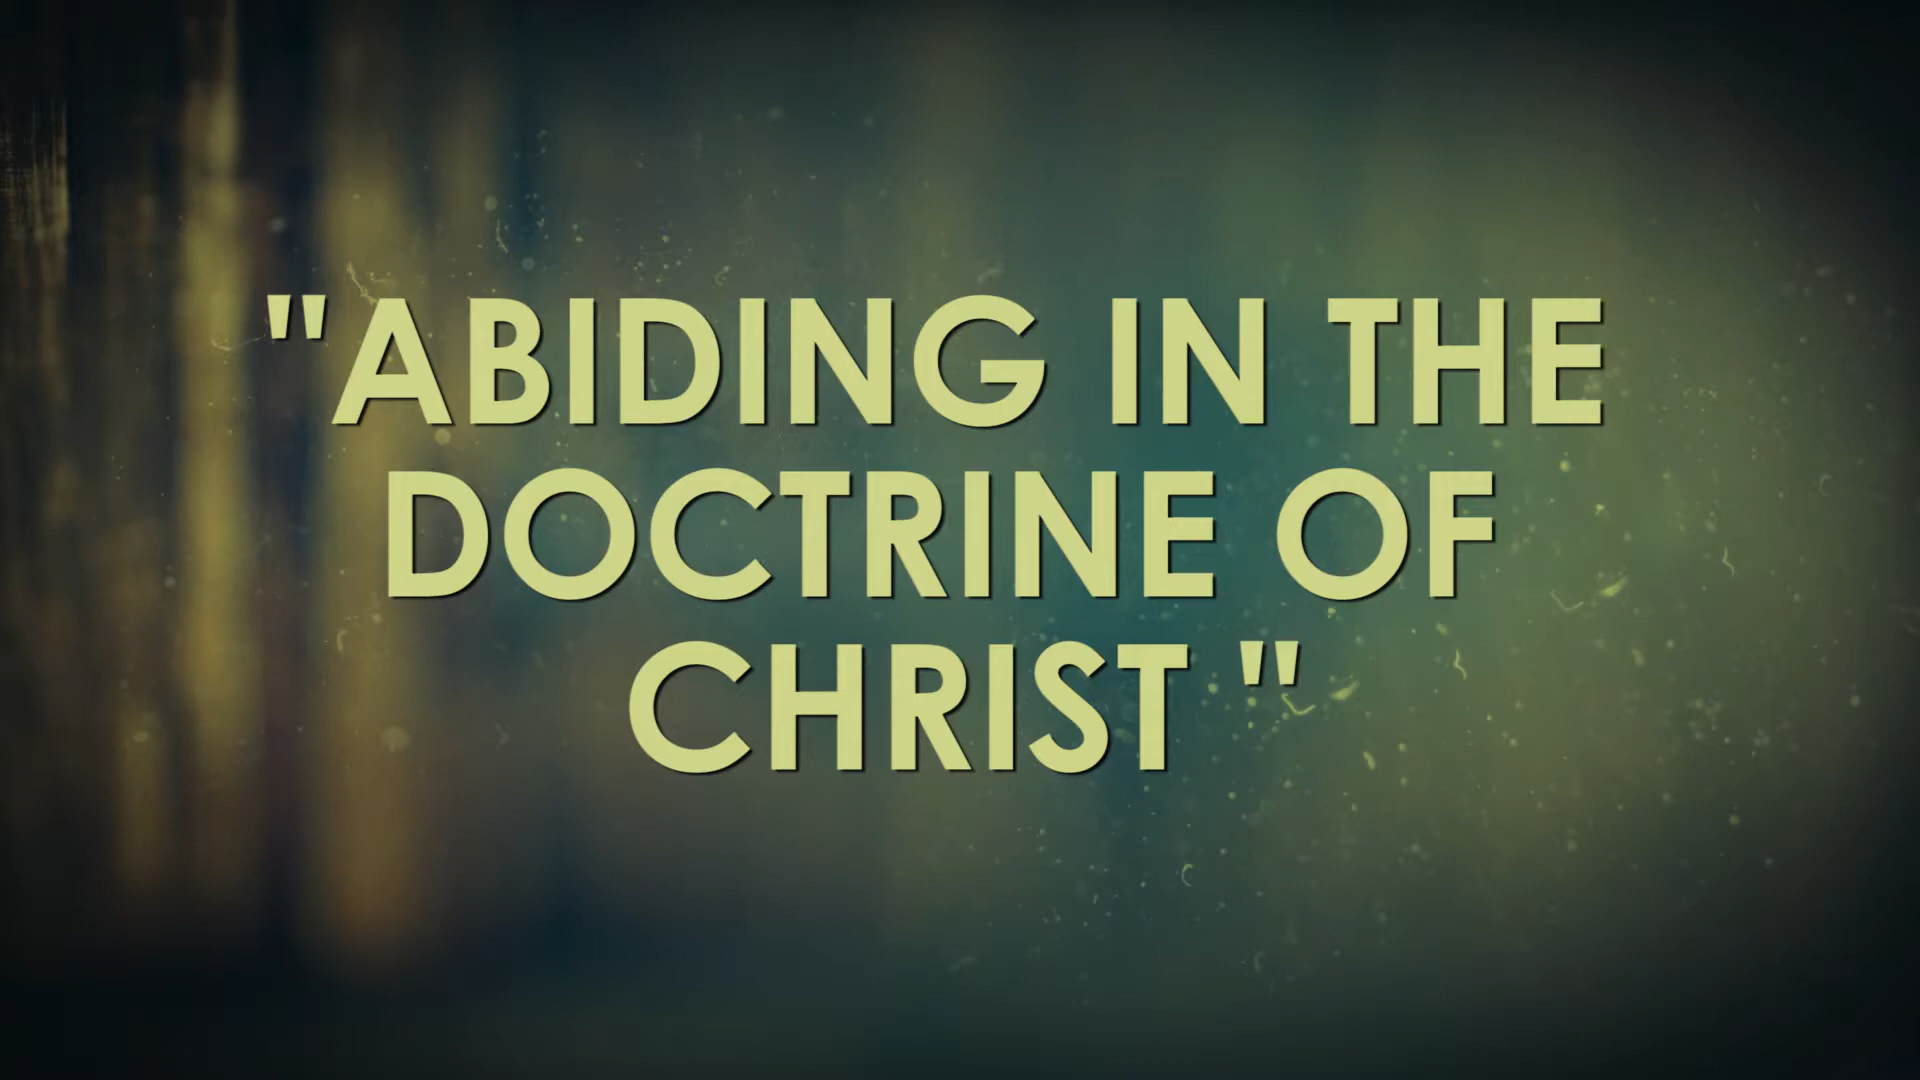 "ABIDING IN THE
DOCTRINE OF
CHRIST "